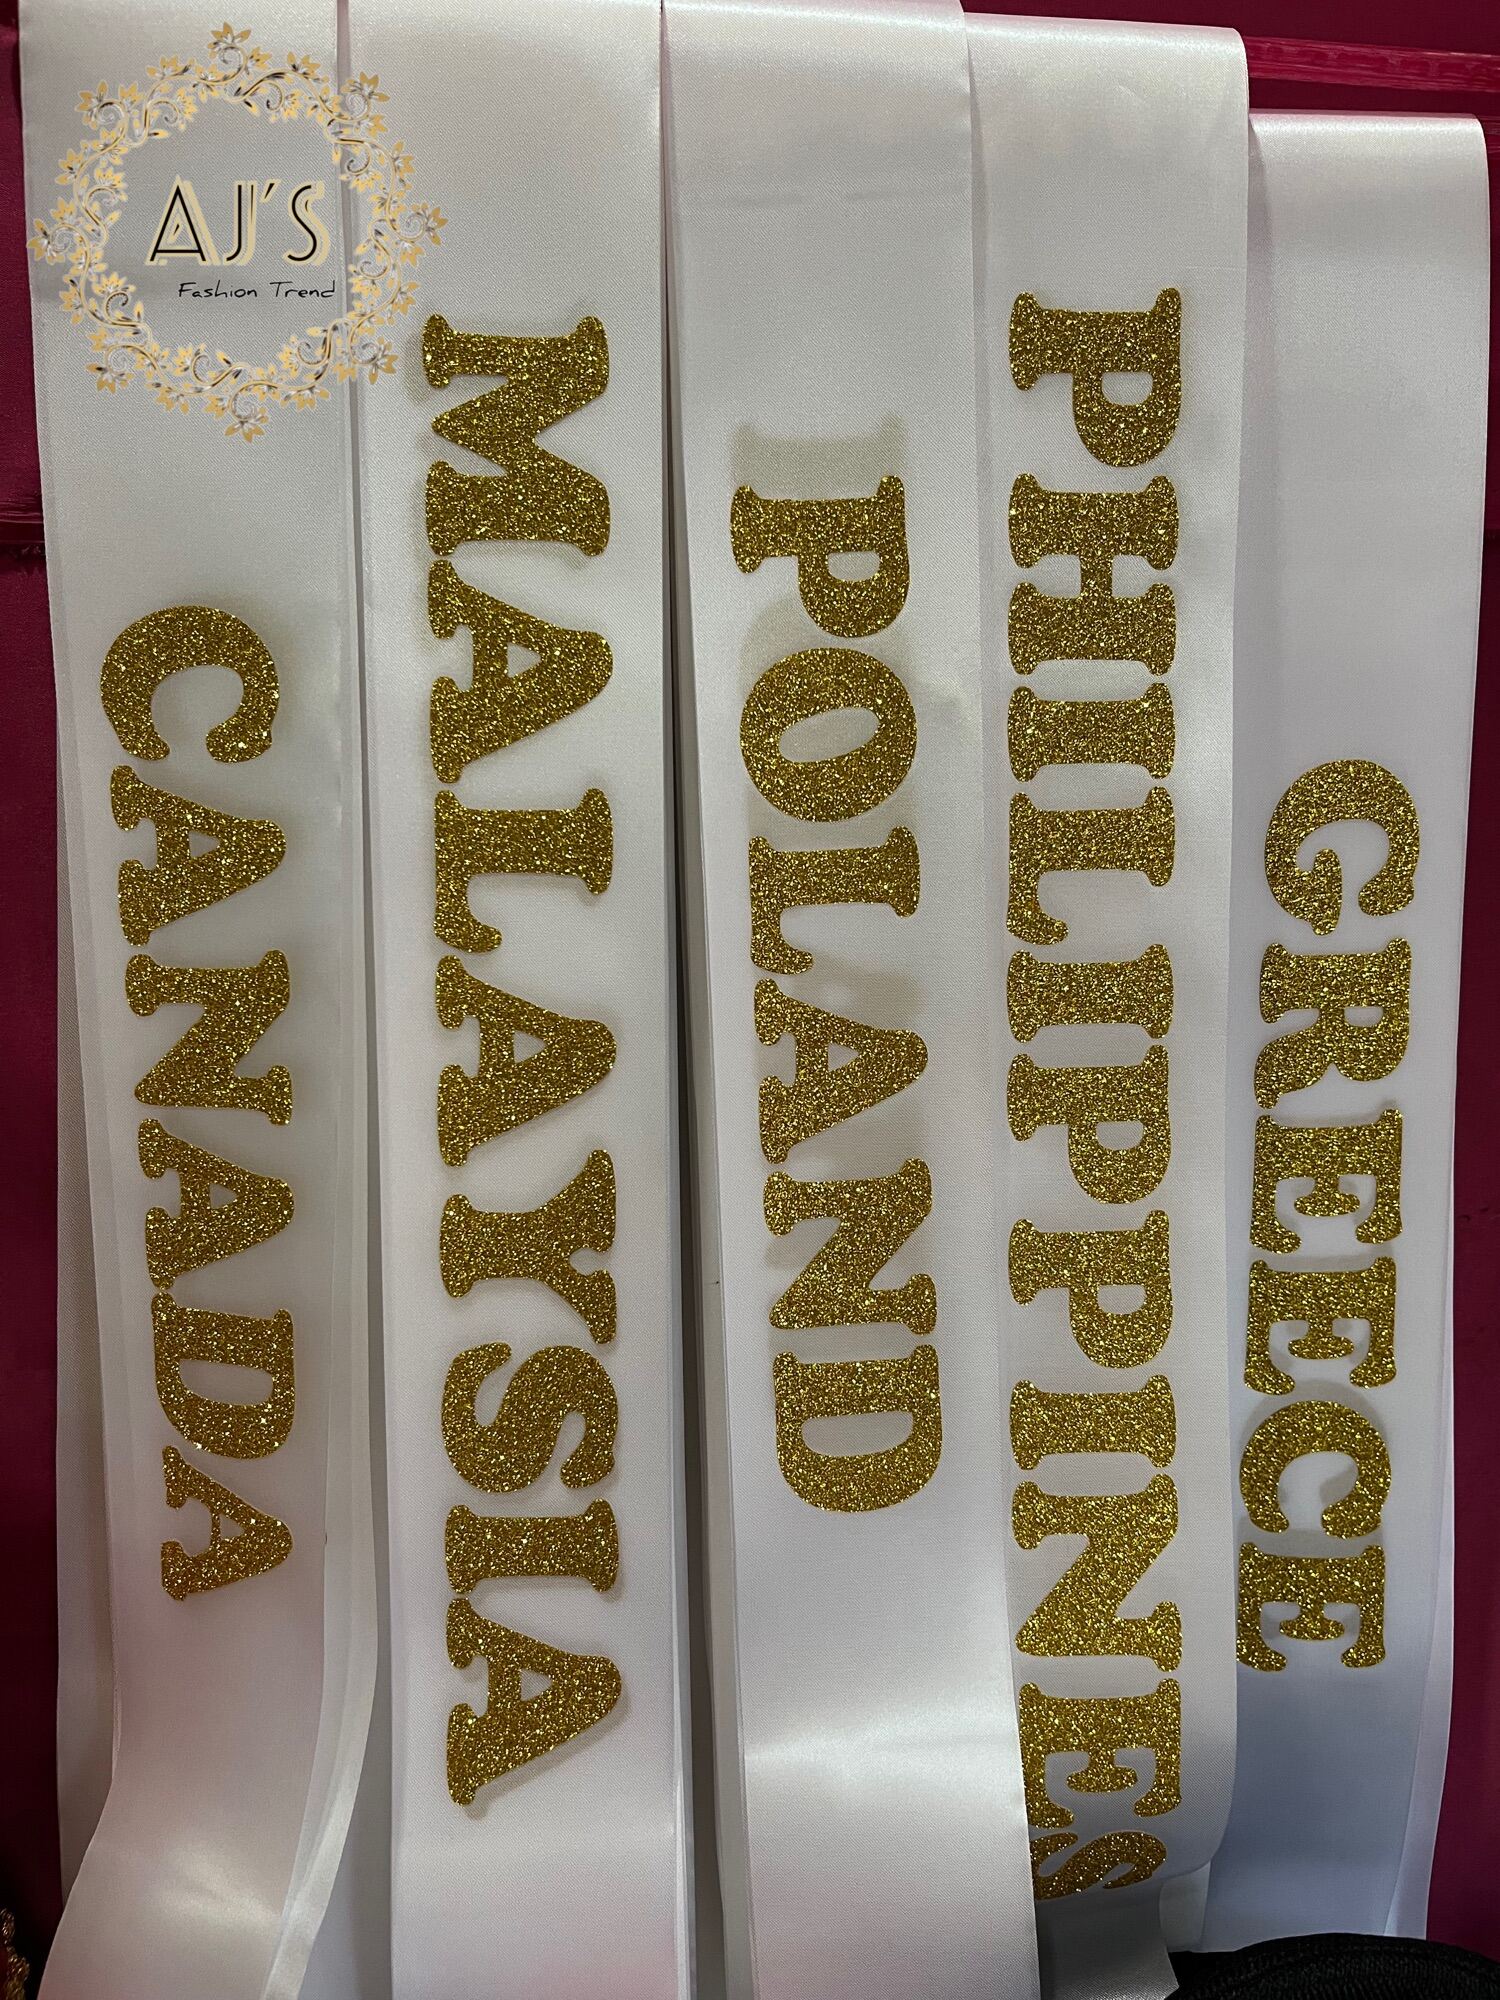 AJ'S
Fashion Trend
CANADA
MALAYSIA
POLAND
PHILIPPINES
GREECE